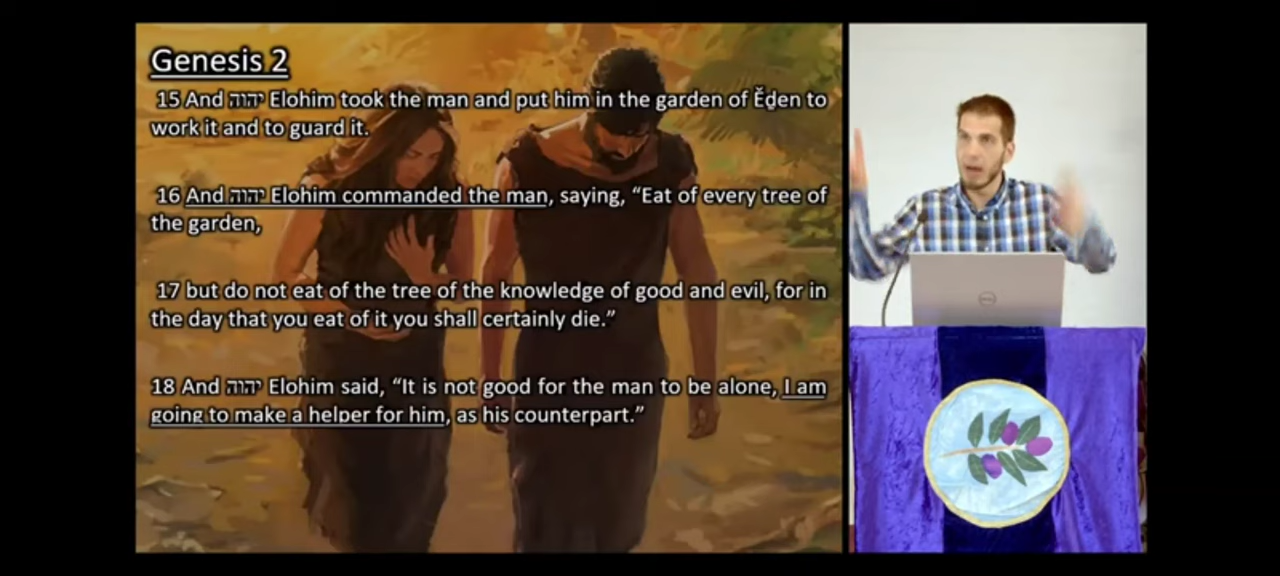 Genesis 2
15 And יהוה Elohim took the man and put him in the garden of Ěḏen to
work it and to guard it.
16 And יהוה Elohim commanded the man, saying, “Eat of every tree of
the garden,
17 but do not eat of the tree of the knowledge of good and evil, for in
the day that you eat of it you shall certainly die.”
18 And יהוה Elohim said, “It is not good for the man to be alone, I am
going to make a helper for him, as his counterpart.”
DELL